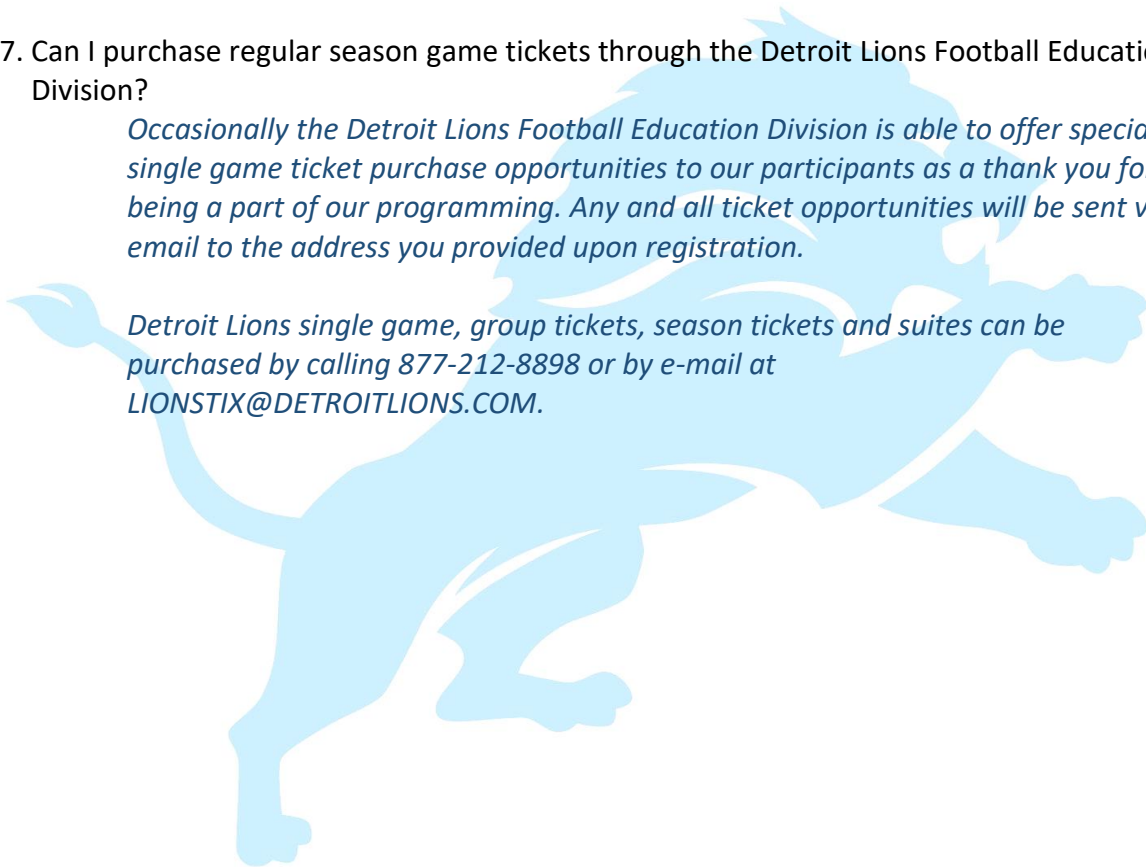 7. Can I purchase regular season game tickets through the Detroit Lions Football Educati
Division?
Occasionally the Detroit Lions Football Education Division is able to offer specia
single game ticket purchase opportunities to our participants as a thank you fo
being a part of our programming. Any and all ticket opportunities will be sent v
email to the address you provided upon registration.
Detroit Lions single game, group tickets, season tickets and suites can be
purchased by calling 877-212-8898 or by e-mail at
LIONSTIX@DETROITLIONS.COM.